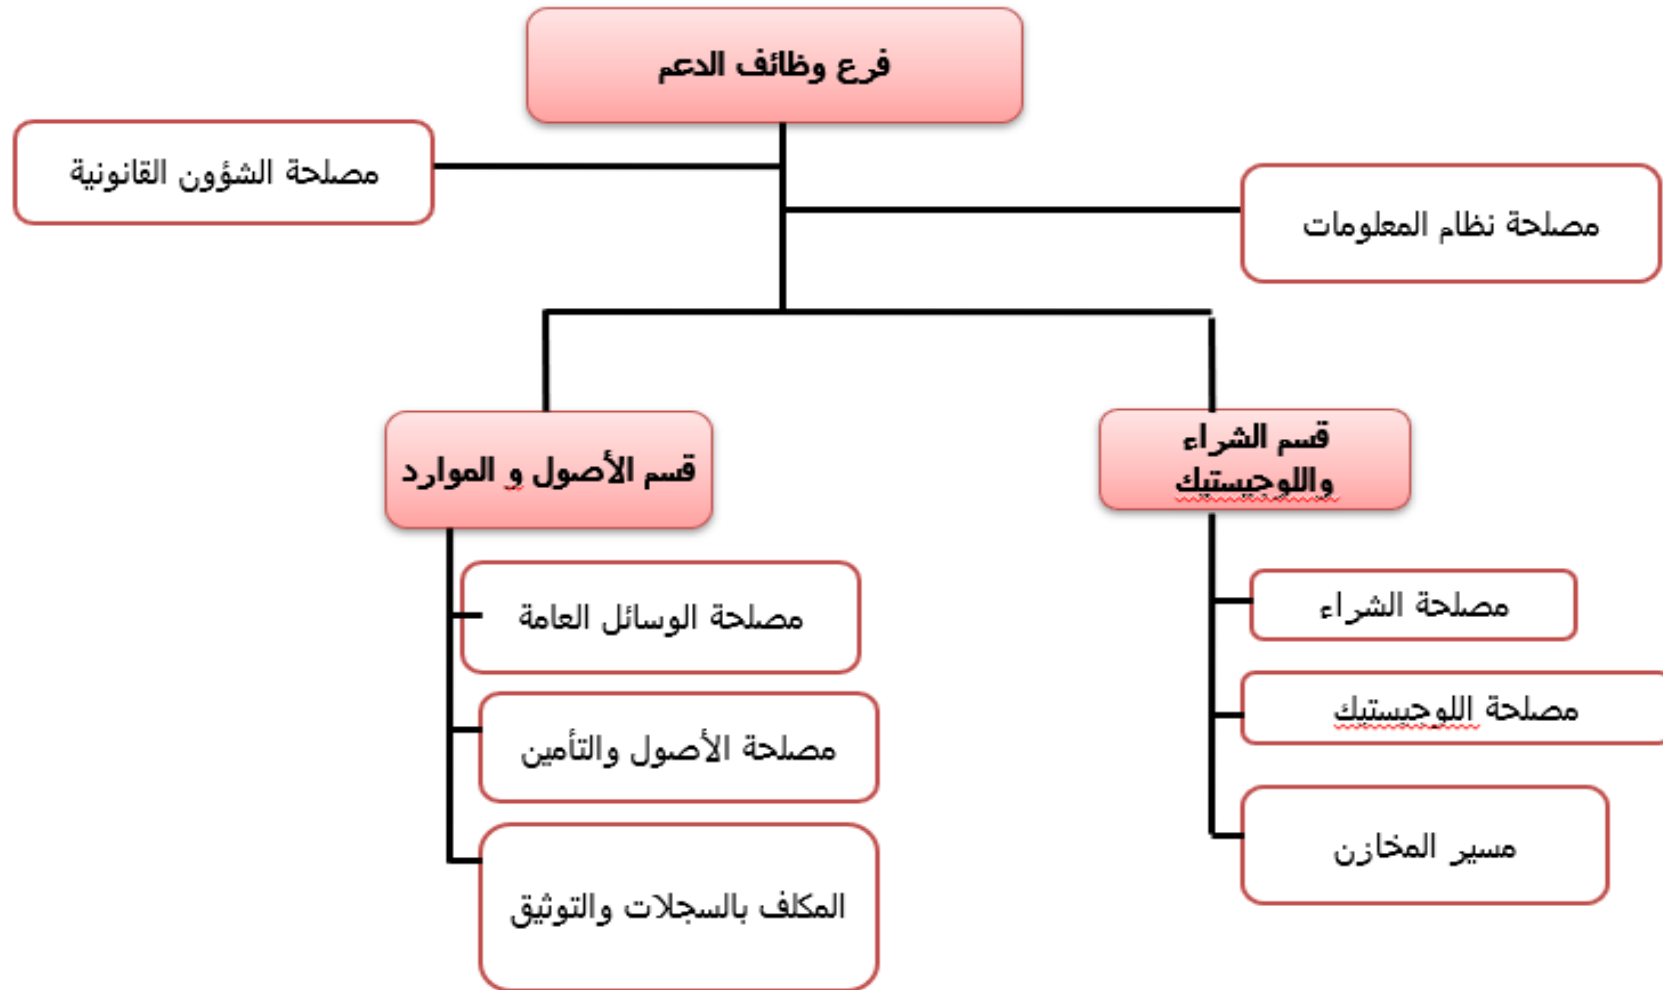 فرع وظائف الدعم
مصلحة الشؤون القانونية
مصلحة نظام المعلومات
قسم الشراء
واللوجيستيك
قسم الأصول و الموارد
مصلحة الشراء
مصلحة اللوجيستيك
مسير المخازن
مصلحة الوسائل العامة
مصلحة الأصول والتأمين
المكلف بالسجلات والتوثيق